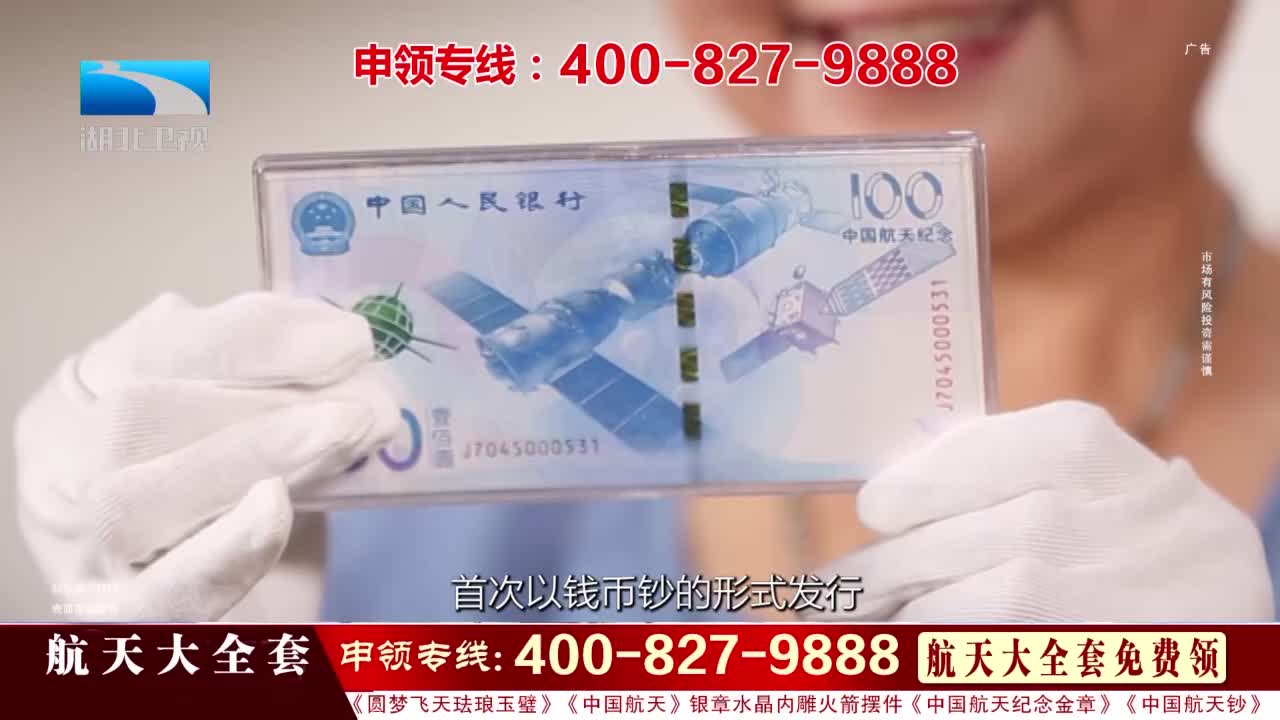 申领专线：400-827-9888
广告
湖北卫视
中国人民银行
100
中国航天纪念
J7045000531
壹佰圆
J7045000531
市场有风险投资需谨慎
首次以钱币钞的形式发行
航天大全套
申领专线:400-827-9888
航天大全套免费领
《圆梦飞天珐琅玉璧》《中国航天》银章水晶内雕火箭摆件《中国航天纪念金章》《中国航天钞》